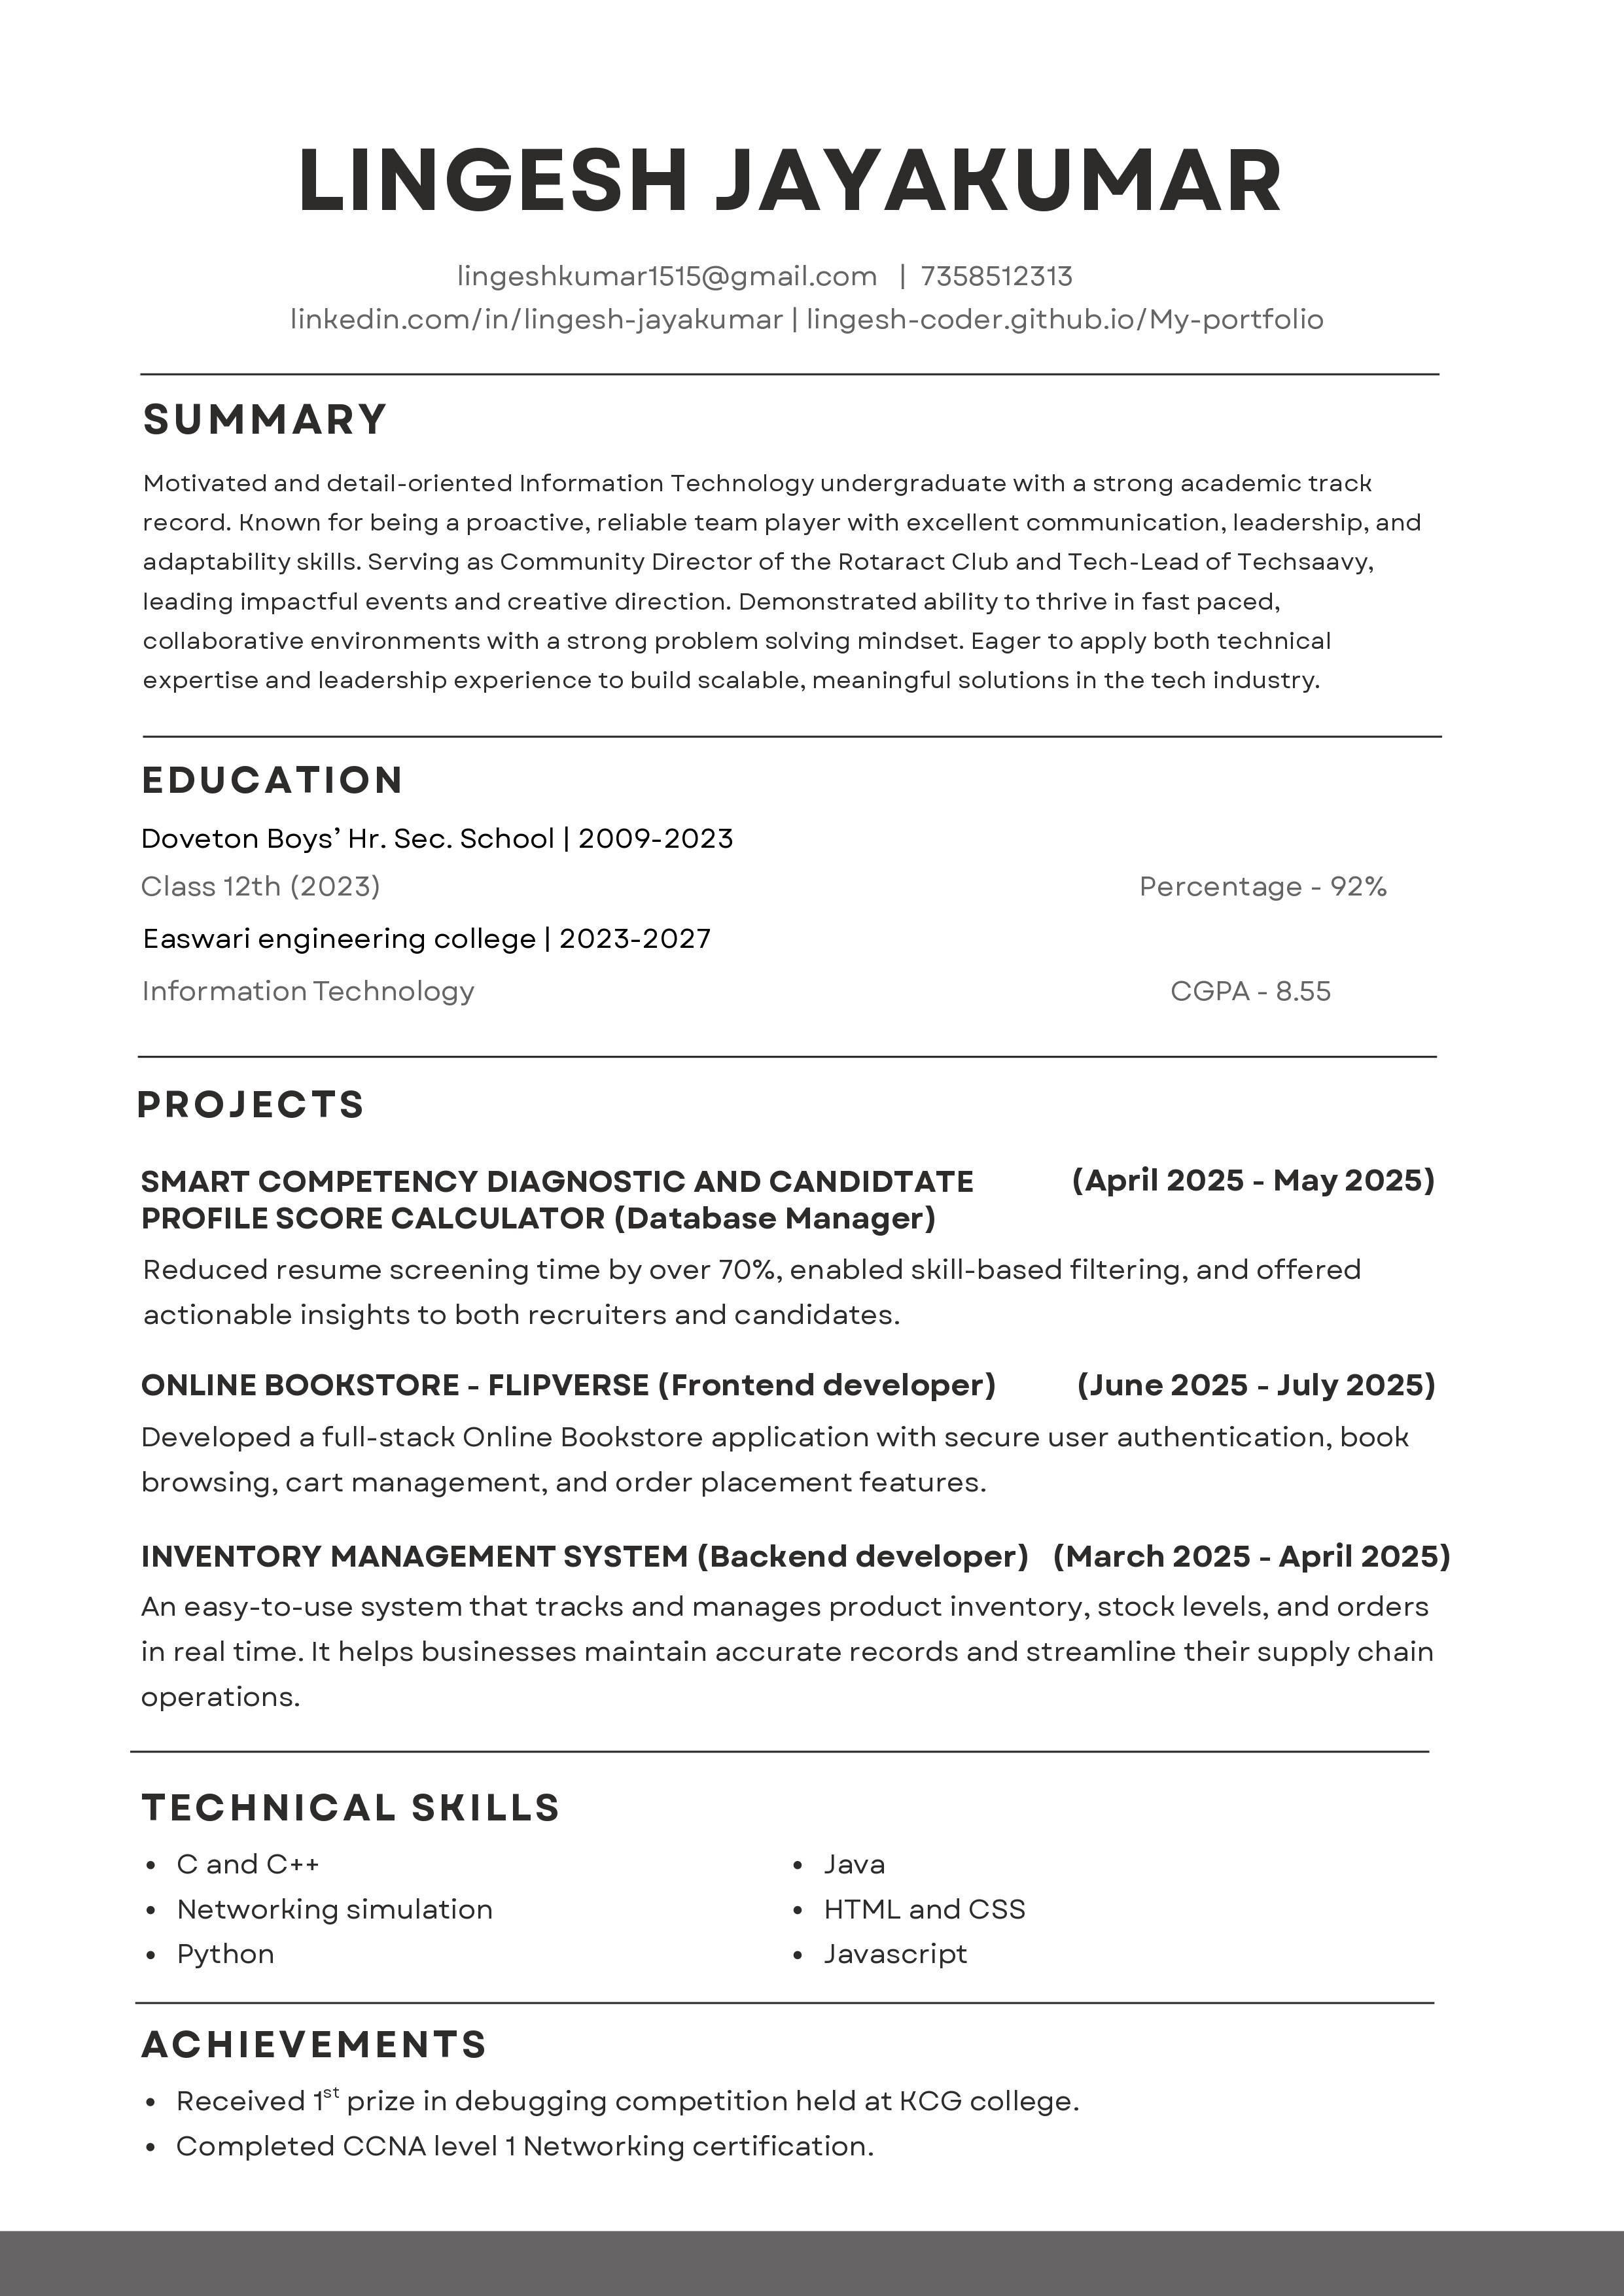 LINGESH JAYAKUMAR
lingeshkumar1515@gmail.com | 7358512313
linkedin.com/in/lingesh-jayakumar | lingesh-coder.github.io/My-portfolio
SUMMARY
Motivated and detail-oriented Information Technology undergraduate with a strong academic track
record. Known for being a proactive, reliable team player with excellent communication, leadership, and
adaptability skills. Serving as Community Director of the Rotaract Club and Tech-Lead of Techsaavy,
leading impactful events and creative direction. Demonstrated ability to thrive in fast paced,
collaborative environments with a strong problem solving mindset. Eager to apply both technical
expertise and leadership experience to build scalable, meaningful solutions in the tech industry.
EDUCATION
Doveton Boys’ Hr. Sec. School | 2009-2023
Class 12th (2023) Percentage - 92%
Easwari engineering college | 2023-2027
Information Technology CGPA - 8.55
PROJECTS
SMART COMPETENCY DIAGNOSTIC AND CANDIDTATE (April 2025 - May 2025)
PROFILE SCORE CALCULATOR (Database Manager)
Reduced resume screening time by over 70%, enabled skill-based filtering, and offered
actionable insights to both recruiters and candidates.
ONLINE BOOKSTORE - FLIPVERSE (Frontend developer) (June 2025 - July 2025)
Developed a full-stack Online Bookstore application with secure user authentication, book
browsing, cart management, and order placement features.
INVENTORY MANAGEMENT SYSTEM (Backend developer) (March 2025 - April 2025)
An easy-to-use system that tracks and manages product inventory, stock levels, and orders
in real time. It helps businesses maintain accurate records and streamline their supply chain
operations.
TECHNICAL SKILLS
• C and C++ • Java
• Networking simulation • HTML and CSS
• Python • Javascript
ACHIEVEMENTS
• Received 1st prize in debugging competition held at KCG college.
• Completed CCNA level 1 Networking certification.